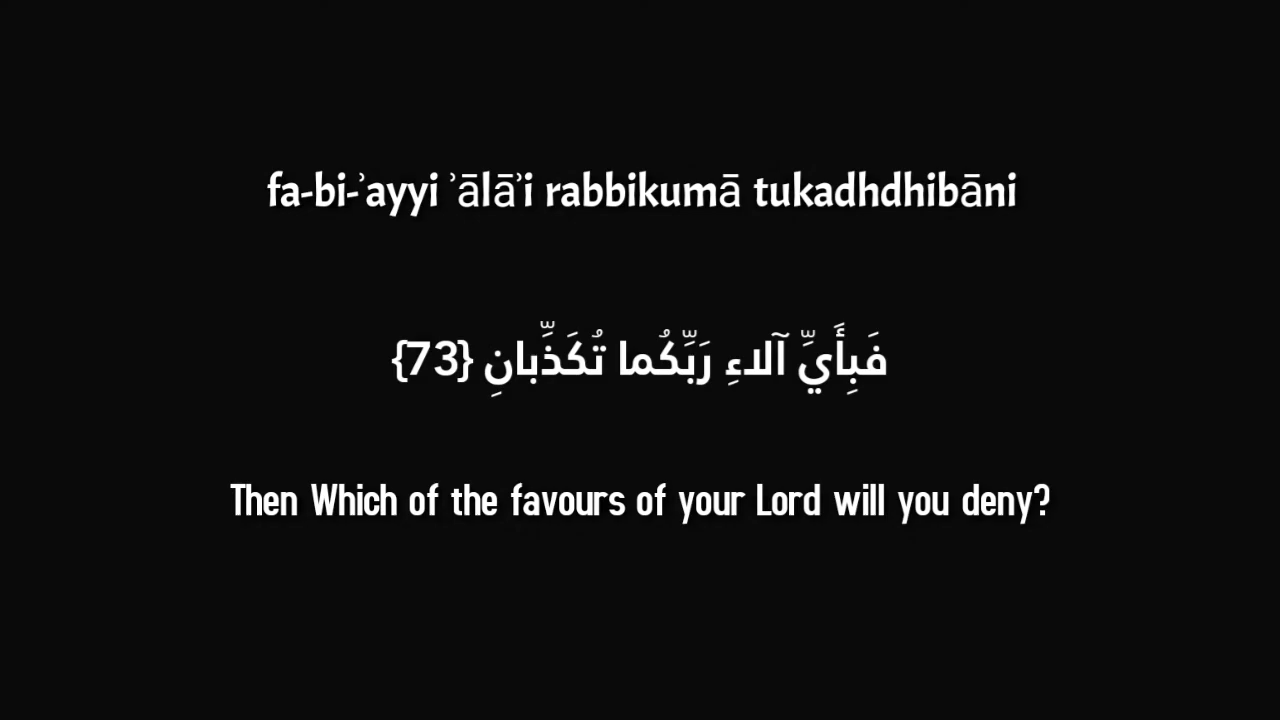 fa-bi-ʾayyi ʾālāʾi rabbikumā tukadhdhibāni
فَبِأَيِّ آلاءِ رَبِّكُما تُكَذِّبانِ {73}
Then Which of the favours of your Lord will you deny?